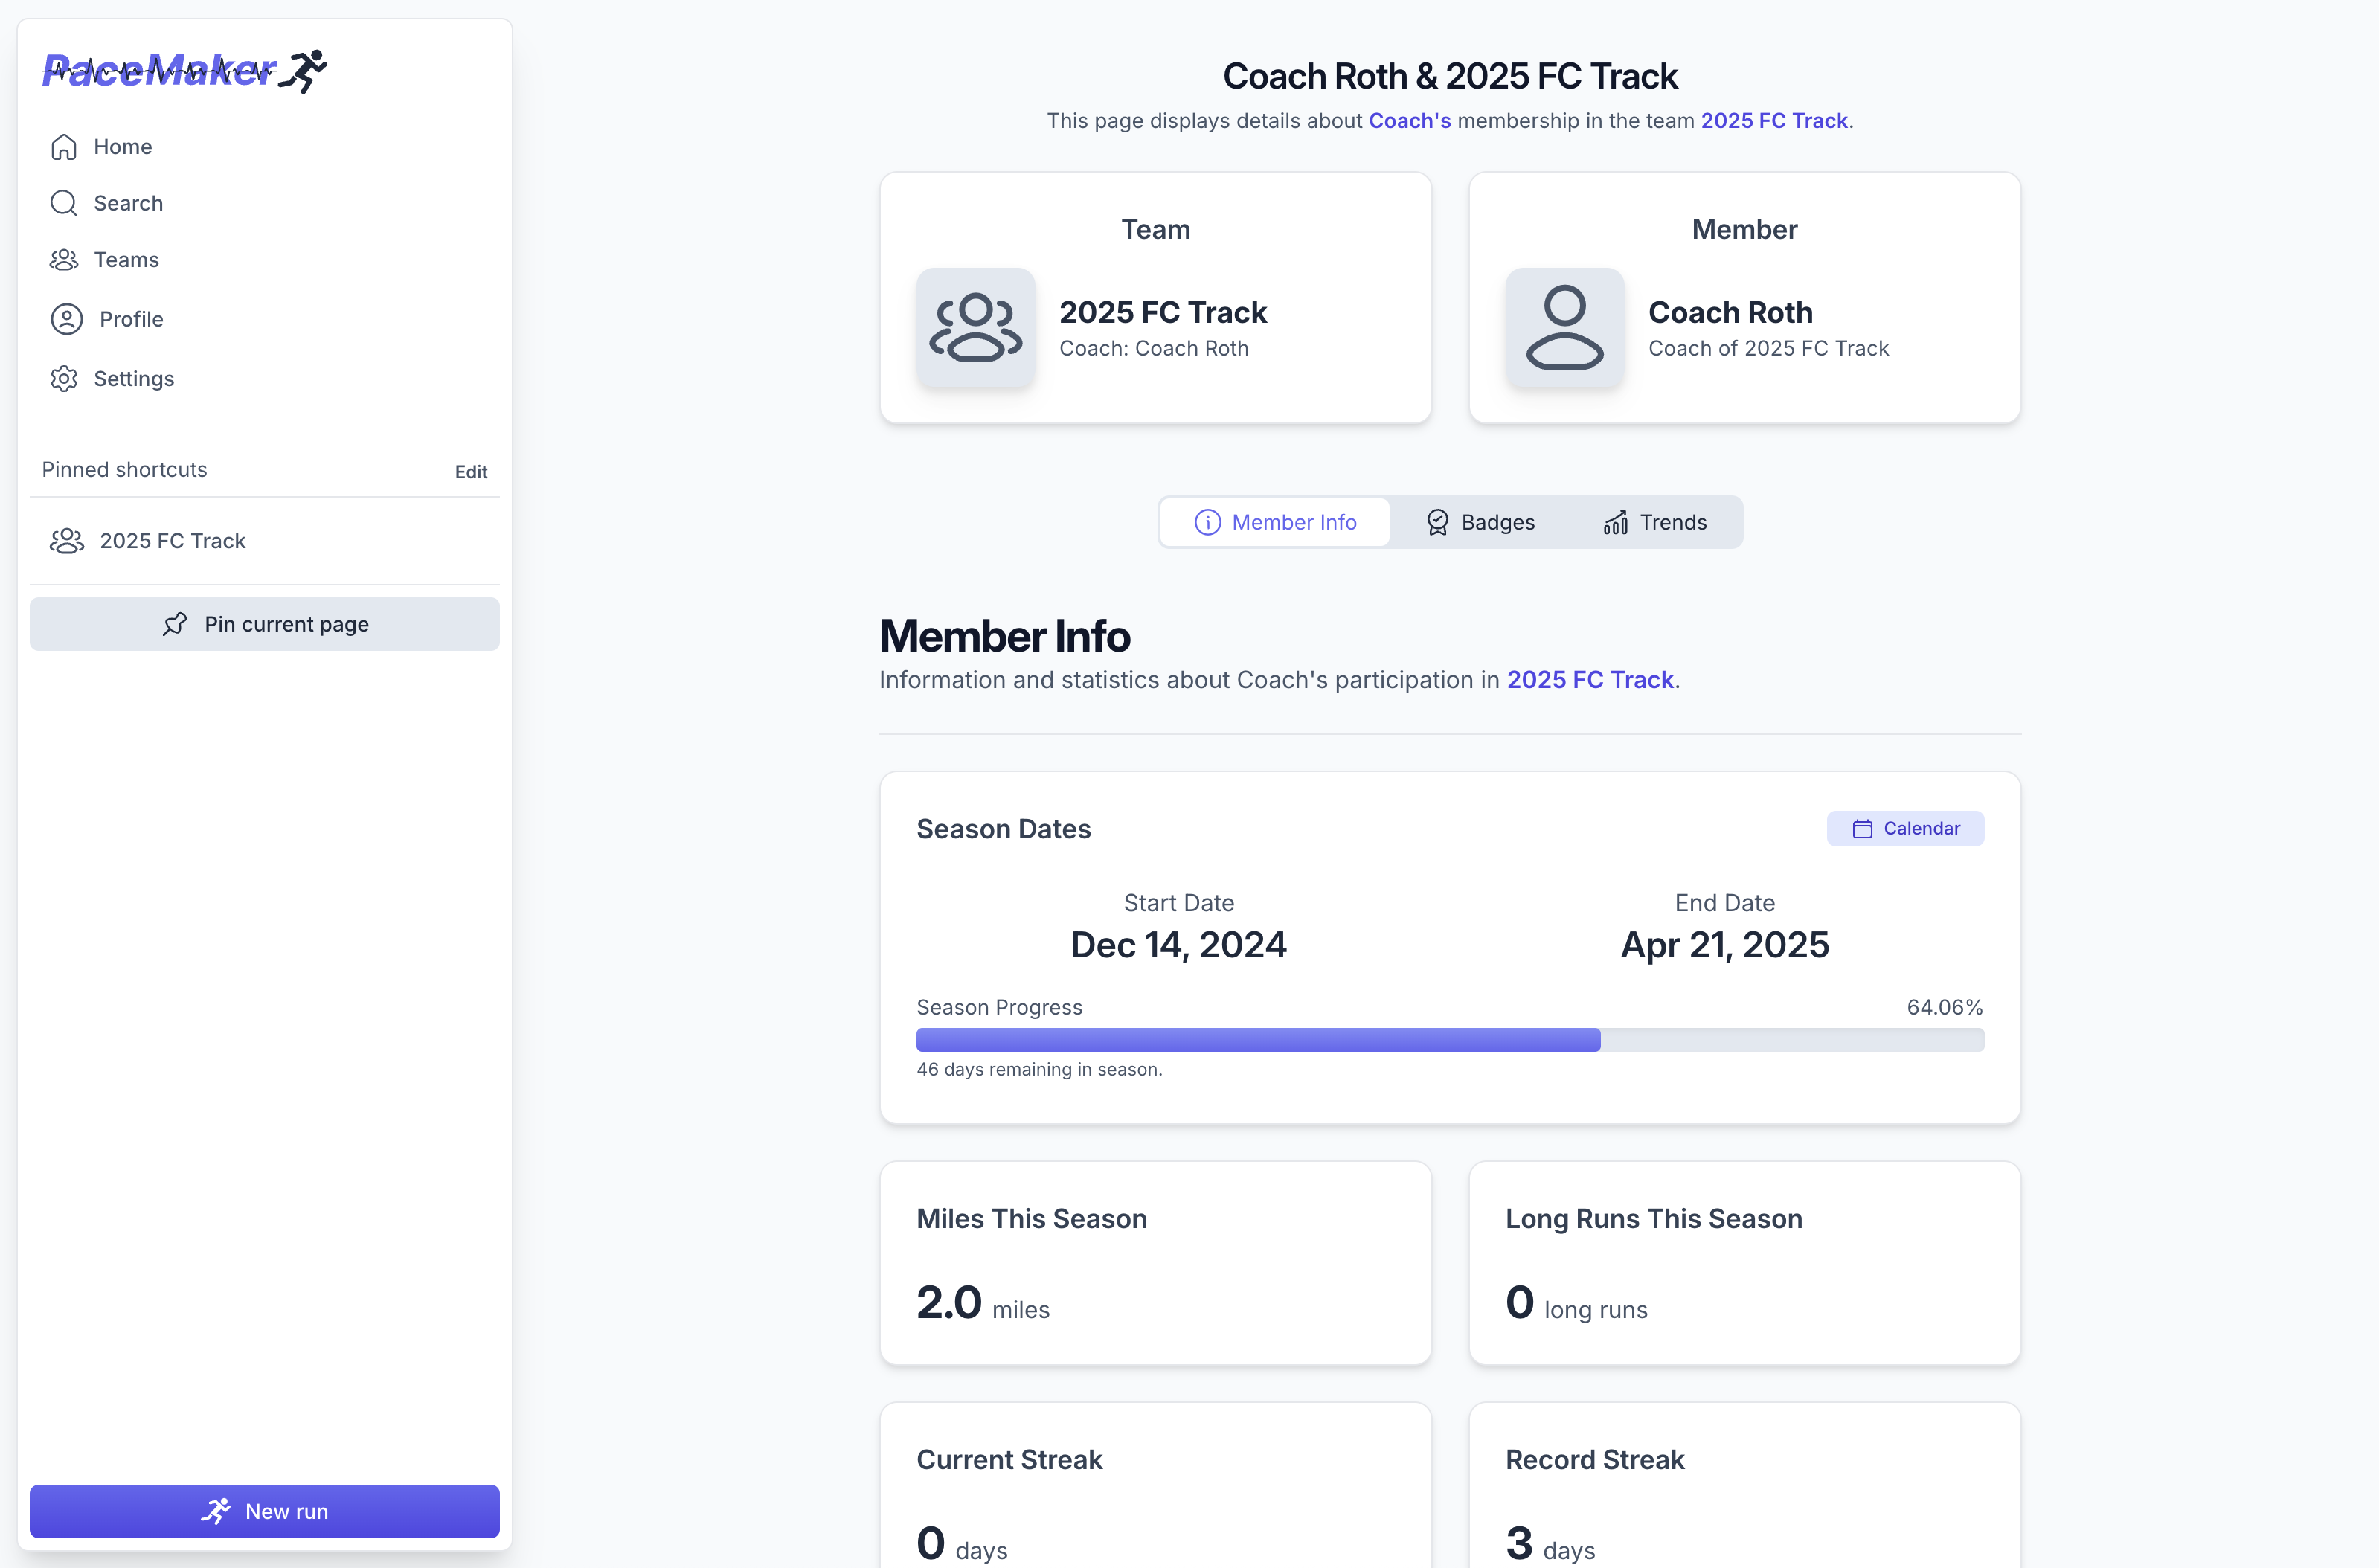 PaceMaker
Home
Search
Teams
Profile
Settings
Pinned shortcuts
Edit
2025 FC Track
Pin current page
New run
Coach Roth & 2025 FC Track
This page displays details about Coach's membership in the team 2025 FC Track.
Team
2025 FC Track
Coach: Coach Roth
Member
Coach Roth
Coach of 2025 FC Track
Member Info
Badges
Trends
Member Info
Information and statistics about Coach's participation in 2025 FC Track.
Season Dates
Calendar
Start Date
Dec 14, 2024
End Date
Apr 21, 2025
Season Progress
64.06%
46 days remaining in season.
Miles This Season
2.0 miles
Long Runs This Season
0 long runs
Current Streak
0 days
Record Streak
3 days